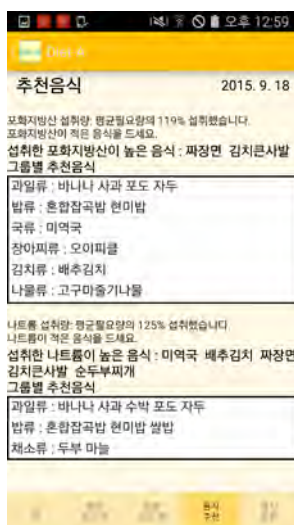 오후 12:59
추천음식
2015. 9. 18
포화지방산 섭취량: 평균필요량의 119% 섭취했습니다.
포화지방산이 적은 음식을 드세요.
섭취한 포화지방산이 높은 음식 : 짜장면 김치큰사발
그룹별 추천음식
과일류 : 바나나 사과 포도 자두
밥류 : 혼합잡곡밥 현미밥
국류 : 미역국
장아찌류 : 오이피클
김치류 : 배추김치
나물류 : 고구마줄기나물
나트륨 섭취량: 평균필요량의 125% 섭취했습니다
나트륨이 적은 음식을 드세요.
섭취한 나트륨이 높은 음식 : 미역국 배추김치 짜장면
김치큰사발 순두부찌개
그룹별 추천음식
과일류 : 바나나 사과 수박 포도 자두
밥류 : 혼합잡곡밥 현미밥 쌀밥
채소류 : 두부 마늘
음식
추천